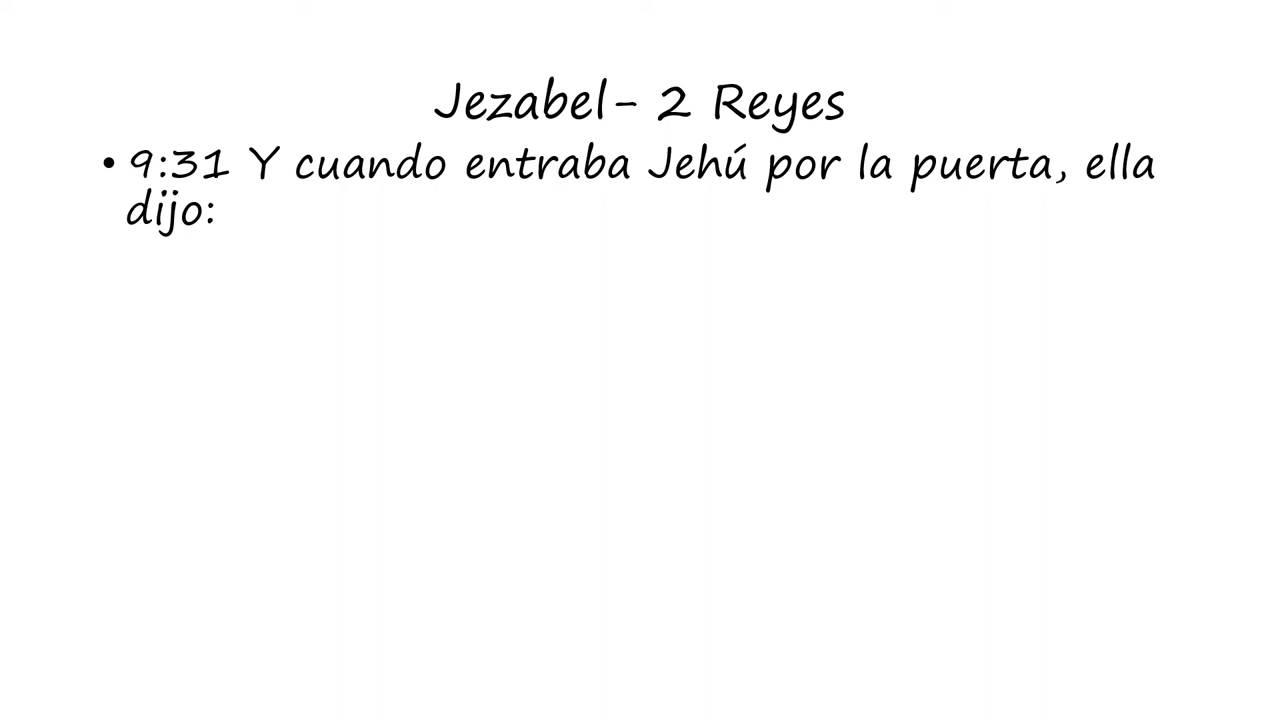 Jezabel- 2 Reyes
• 9:31 Y cuando entraba Jehú por la puerta, ella
dijo: